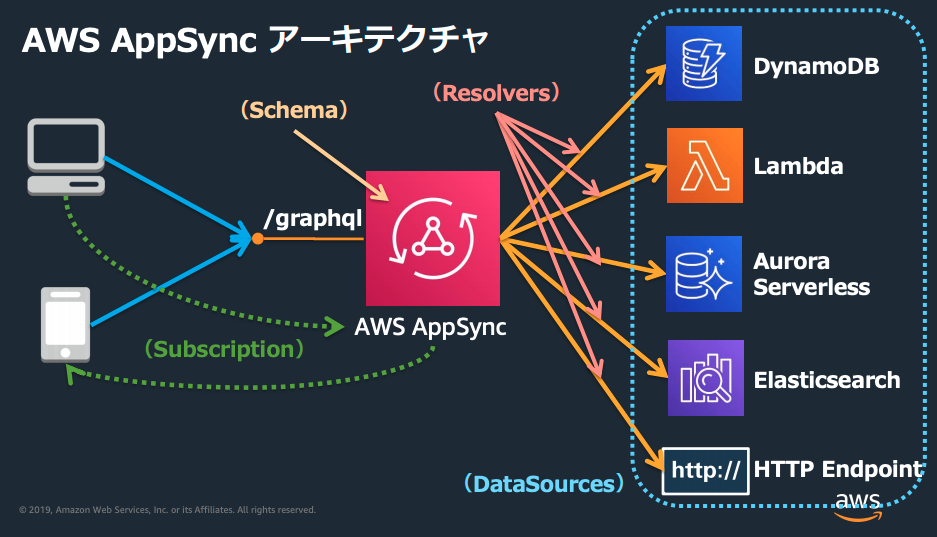 AWS AppSync アーキテクチャ
(Schema)
(Resolvers)
/graphql
AWS AppSync
(Subscription)
DynamoDB
Lambda
Aurora
Serverless
Elasticsearch
http://
HTTP Endpoint
(DataSources)
aws
© 2019, Amazon Web Services, Inc. or its Affiliates. All rights reserved.